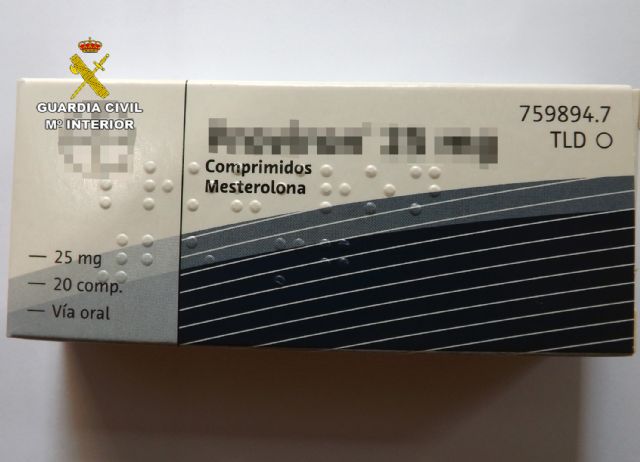 GUARDIA CIVIL
Mº INTERIOR
759894.7
TLD O
Comprimidos
Mesterolona
— 25 mg
— 20 comp.
— Vía oral